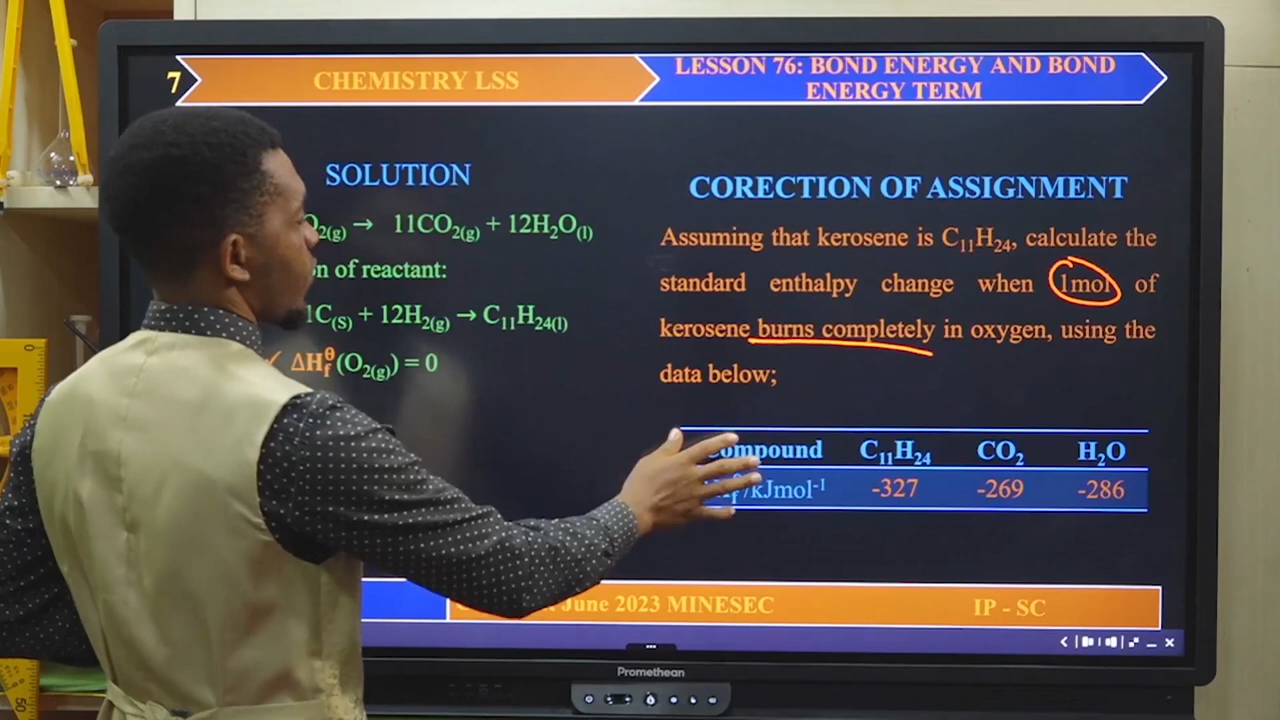 7
CHEMISTRY LSS
LESSON 76: BOND ENERGY AND BOND
ENERGY TERM
SOLUTION
O₂(g) → 11CO₂(g) + 12H₂O(l)
of reactant:
C(S) + 12H₂(g) → C₁₁H₂₄(l)
✓ ΔHfθ(O₂(g)) = 0
CORECTION OF ASSIGNMENT
Assuming that kerosene is C₁₁H₂₄, calculate the
standard enthalpy change when 1mol of
kerosene burns completely in oxygen, using the
data below;
Compound C₁₁H₂₄ CO₂ H₂O
/kJmol⁻¹ -327 -269 -286
June 2023 MINESEC
IP - SC
Promethean